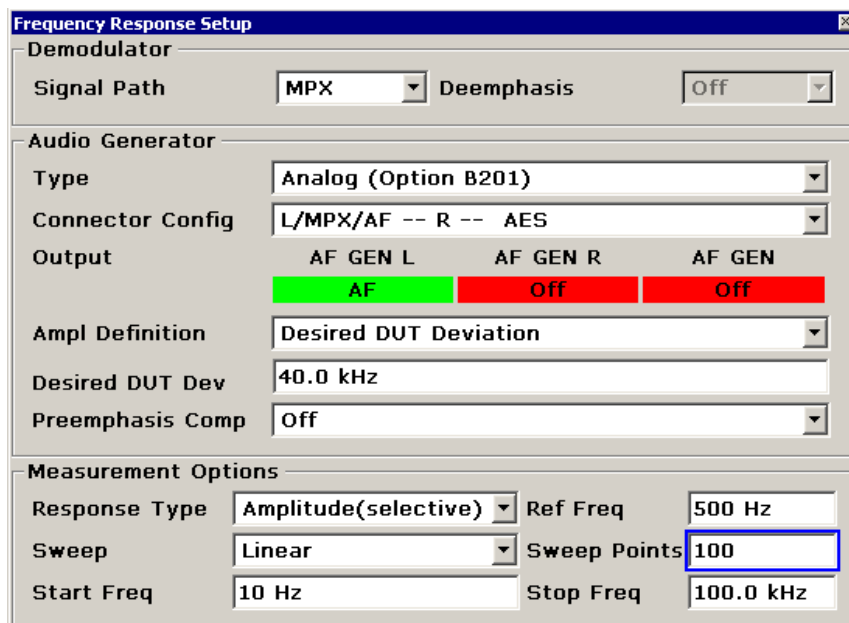 Frequency Response Setup
Demodulator
Signal Path MPX Deemphasis Off
Audio Generator
Type Analog (Option B201)
Connector Config L/MPX/AF -- R -- AES
Output AF GEN L AF GEN R AF GEN
AF Off Off
Ampl Definition Desired DUT Deviation
Desired DUT Dev 40.0 kHz
Preemphasis Comp Off
Measurement Options
Response Type Amplitude(selective) Ref Freq 500 Hz
Sweep Linear Sweep Points 100
Start Freq 10 Hz Stop Freq 100.0 kHz